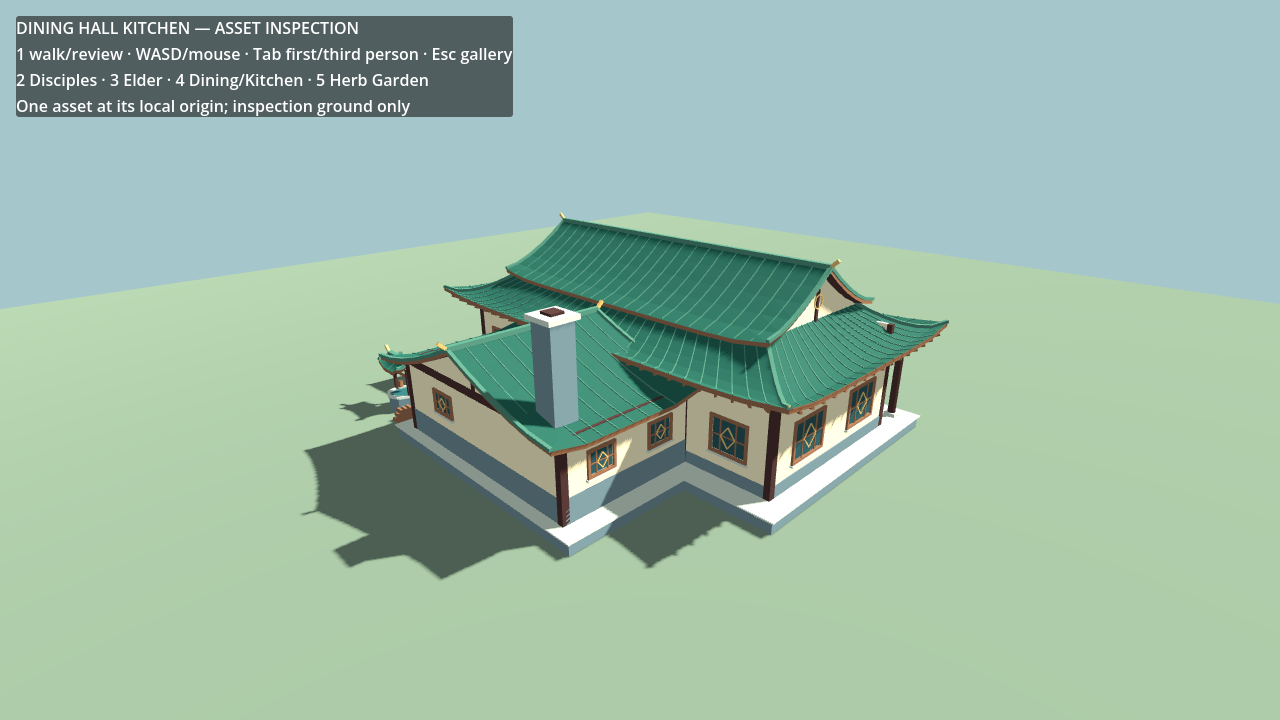 DINING HALL KITCHEN — ASSET INSPECTION
1 walk/review · WASD/mouse · Tab first/third person · Esc gallery
2 Disciples · 3 Elder · 4 Dining/Kitchen · 5 Herb Garden
One asset at its local origin; inspection ground only